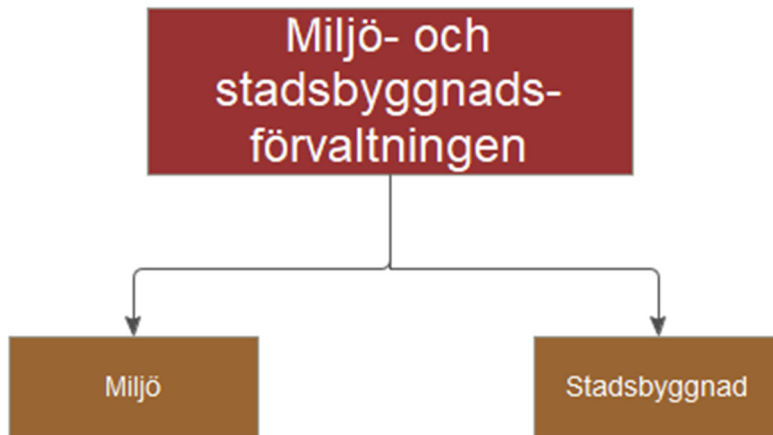 Miljö- och
stadsbyggnads-
förvaltningen
Miljö
Stadsbyggnad